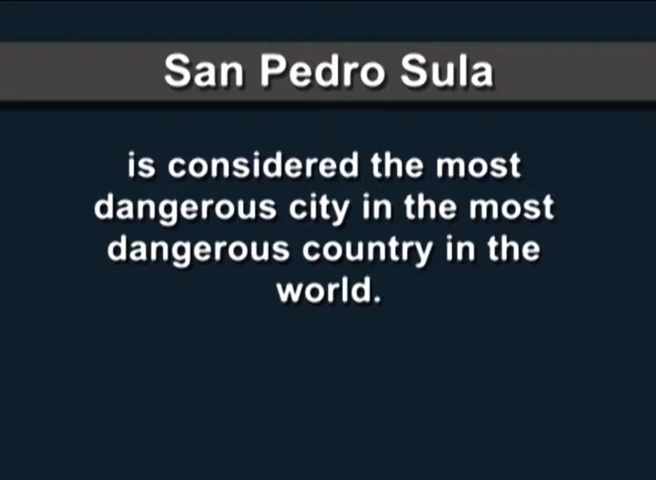 San Pedro Sula
is considered the most
dangerous city in the most
dangerous country in the
world.